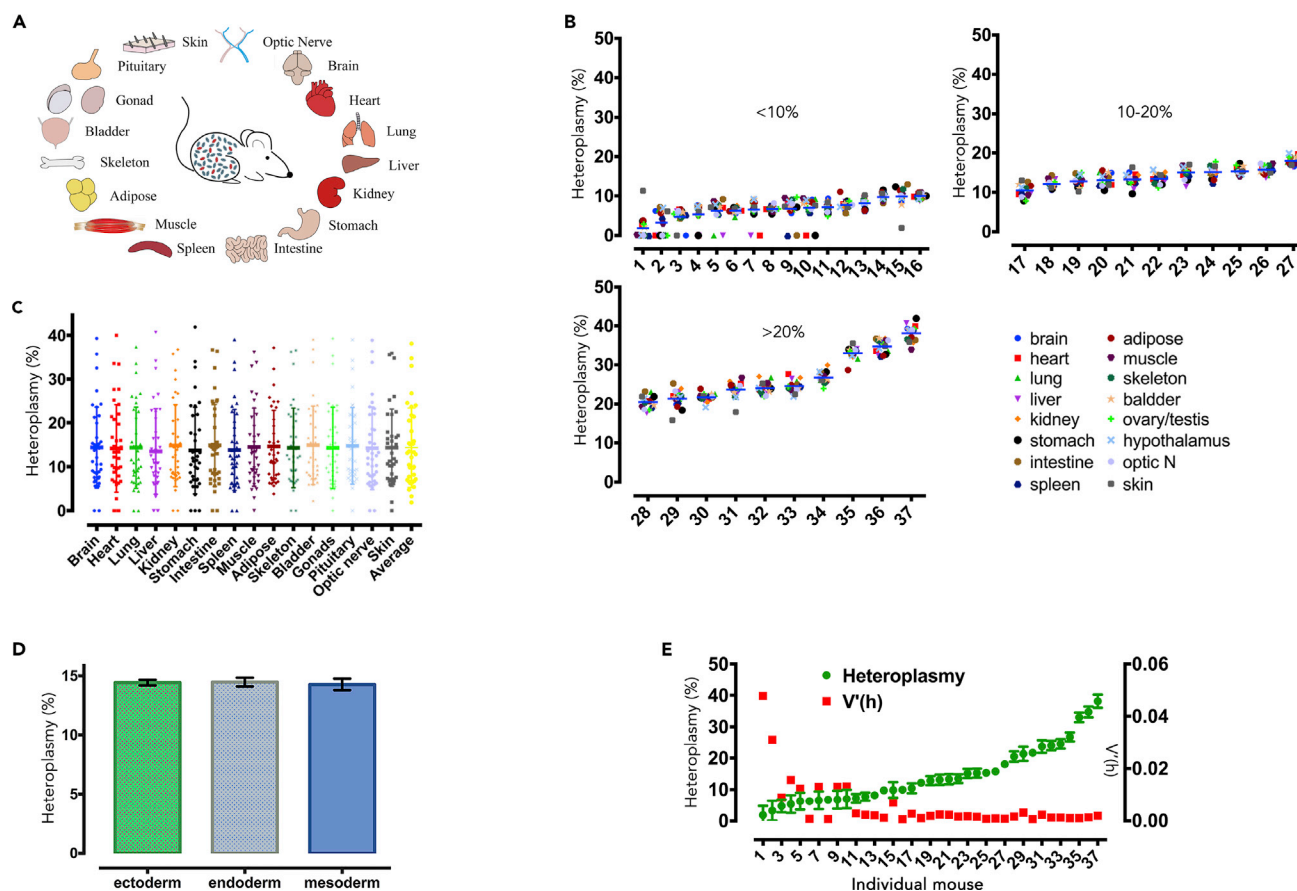 A
Skin
Optic Nerve
Pituitary
Brain
Gonad
Heart
Bladder
Lung
Skeleton
Liver
Adipose
Kidney
Muscle
Stomach
Spleen
Intestine
B
Heteroplasmy (%)
50
40
30
20
10
0
<10%
1
2
3
4
5
6
7
8
9
10
11
12
13
14
15
16
Heteroplasmy (%)
50
40
30
20
10
0
10-20%
17
18
19
20
21
22
23
24
25
26
27
Heteroplasmy (%)
50
40
30
20
10
0
>20%
28
29
30
31
32
33
34
35
36
37
brain
heart
lung
liver
kidney
stomach
intestine
spleen
adipose
muscle
skeleton
baldder
ovary/testis
hypothalamus
optic N
skin
C
Heteroplasmy (%)
40
30
20
10
0
Brain
Heart
Lung
Liver
Kidney
Stomach
Intestine
Spleen
Muscle
Adipose
Skeleton
Bladder
Gonads
Pituitary
Optic nerve
Skin
Average
D
Heteroplasmy (%)
15
10
5
0
ectoderm
endoderm
mesoderm
E
Heteroplasmy (%)
50
40
30
20
10
0
Heteroplasmy
V'(h)
0.06
0.04
0.02
0.00
V'(h)
1
3
5
7
9
11
13
15
17
19
21
23
25
27
29
31
33
35
37
Individual mouse